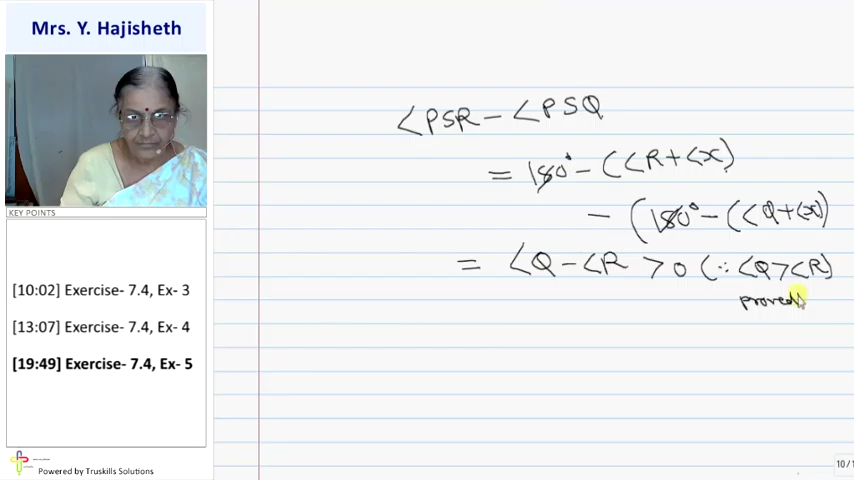 Mrs. Y. Hajisheth
KEY POINTS
[10:02] Exercise- 7.4, Ex- 3
[13:07] Exercise- 7.4, Ex- 4
[19:49] Exercise- 7.4, Ex- 5
Powered by Truskills Solutions
<PSR - <PSQ
= 180° - (<R + <x)
- (180° - (<Q + <x)
= <Q - <R > 0 (∵ <Q > <R)
proved
10/1